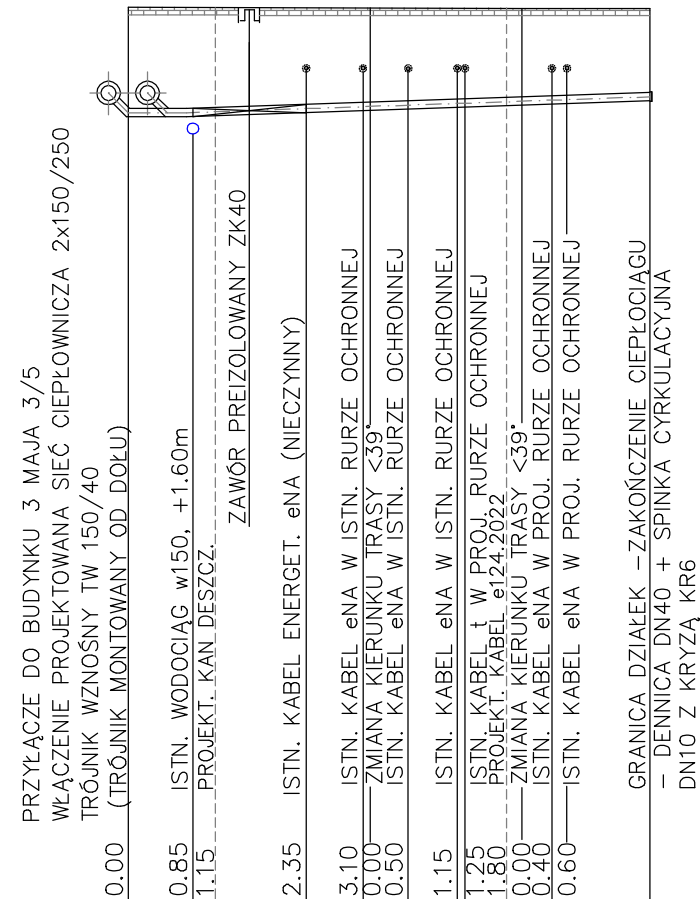 PRZYŁĄCZE DO BUDYNKU 3 MAJA 3/5
WŁĄCZENIE PROJEKTOWANA SIEĆ CIEPŁOWNICZA 2x150/250
TRÓJNIK WZNOŚNY TW 150/40
(TRÓJNIK MONTOWANY OD DOŁU)
0.00
ISTN. WODOCIĄG w150, +1.60m
0.85
PROJEKT. KAN DESZCZ.
1.15
ZAWÓR PREIZOLOWANY ZK40
ISTN. KABEL ENERGET. eNA (NIECZYNNY)
2.35
ISTN. KABEL eNA W ISTN. RURZE OCHRONNEJ
3.10
ZMIANA KIERUNKU TRASY <39°
0.00
ISTN. KABEL eNA W ISTN. RURZE OCHRONNEJ
0.50
ISTN. KABEL eNA W ISTN. RURZE OCHRONNEJ
1.15
ISTN. KABEL t W PROJ. RURZE OCHRONNEJ
1.25
PROJEKT. KABEL e124.2022
1.80
ZMIANA KIERUNKU TRASY <39°
0.00
ISTN. KABEL eNA W PROJ. RURZE OCHRONNEJ
0.40
ISTN. KABEL eNA W PROJ. RURZE OCHRONNEJ
0.60
GRANICA DZIAŁEK -ZAKOŃCZENIE CIEPŁOCIĄGU
- DENNICA DN40 + SPINKA CYRKULACYJNA
DN10 Z KRYZĄ KR6